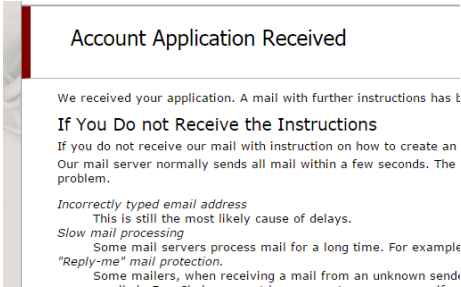 Account Application Received
We received your application. A mail with further instructions has
If You Do not Receive the Instructions
If you do not receive our mail with instruction on how to create an
Our mail server normally sends all mail within a few seconds. The
problem.
Incorrectly typed email address
This is still the most likely cause of delays.
Slow mail processing
Some mail servers process mail for a long time. For example
"Reply-me" mail protection.
Some mailers, when receiving a mail from an unknown